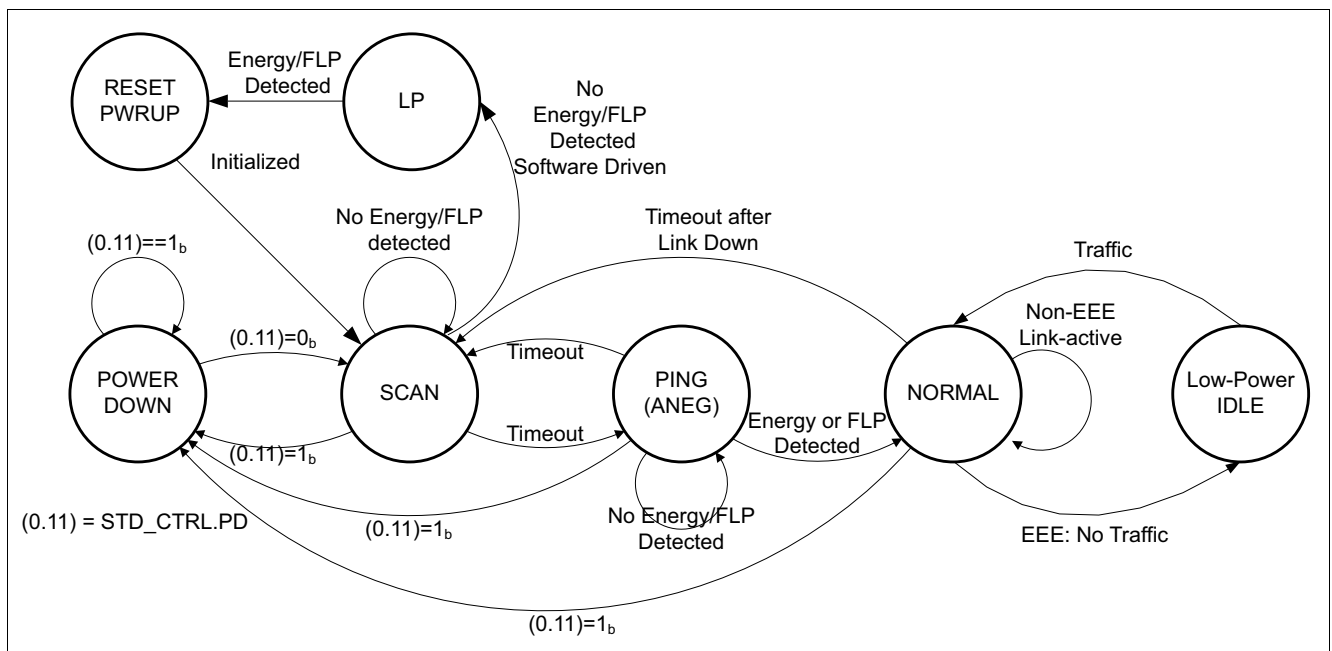 Energy/FLP
Detected
RESET
PWRUP
LP
No
Energy/FLP
Detected
Software Driven
Initialized
No Energy/FLP
detected
Timeout after
Link Down
(0.11)==1b
Traffic
Non-EEE
Link-active
(0.11)=0b
Timeout
POWER
DOWN
SCAN
PING
(ANEG)
NORMAL
Low-Power
IDLE
Energy or FLP
Detected
Timeout
(0.11)=1b
(0.11) = STD_CTRL.PD
(0.11)=1b
No Energy/FLP
Detected
EEE: No Traffic
(0.11)=1b